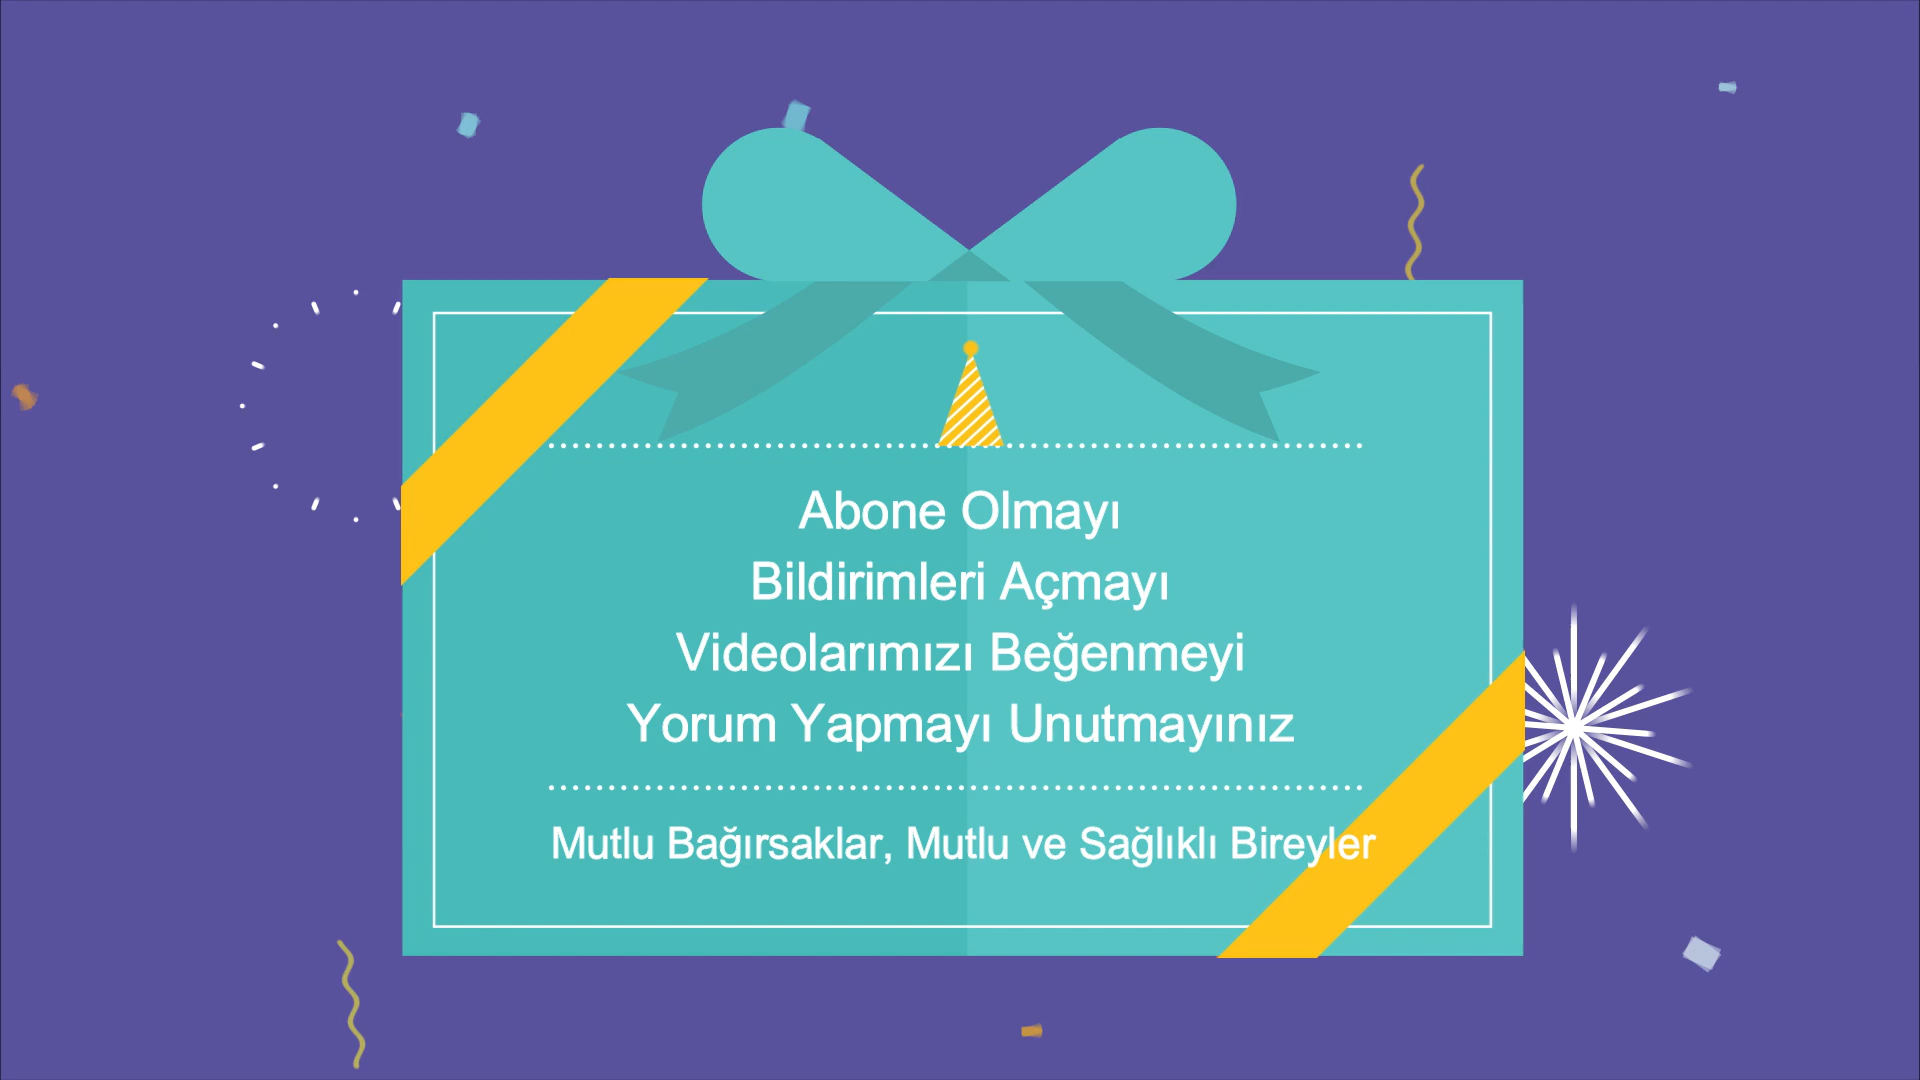 Abone Olmayı
Bildirimleri Açmayı
Videolarımızı Beğenmeyi
Yorum Yapmayı Unutmayınız
Mutlu Bağırsaklar, Mutlu ve Sağlıklı Bireyler